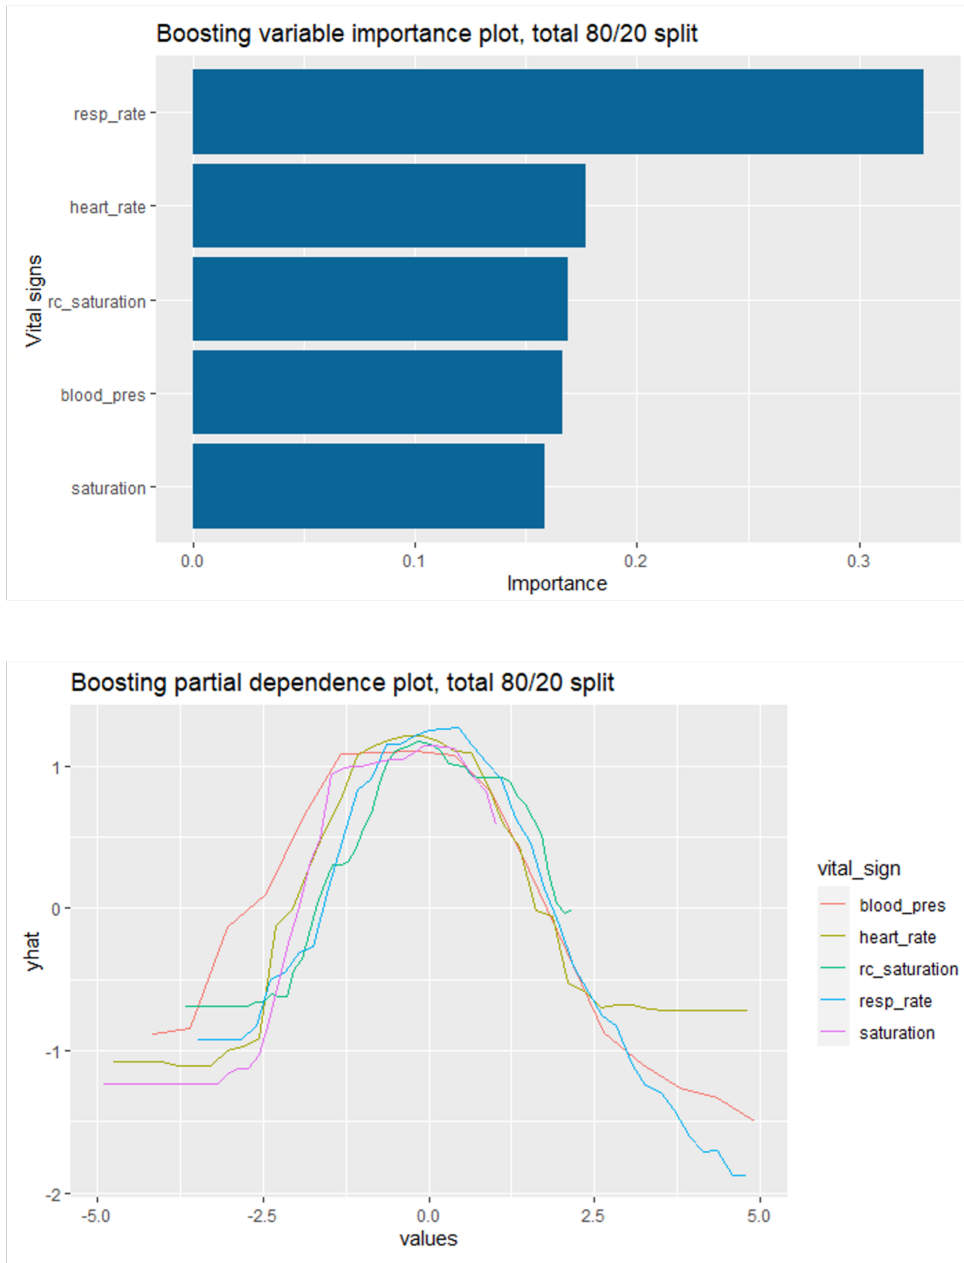 Boosting variable importance plot, total 80/20 split
Vital signs
resp_rate
heart_rate
rc_saturation
blood_pres
saturation
0.0 0.1 0.2 0.3
Importance
Boosting partial dependence plot, total 80/20 split
yhat
1
0
-1
-2
-5.0 -2.5 0.0 2.5 5.0
values
vital_sign
blood_pres
heart_rate
rc_saturation
resp_rate
saturation